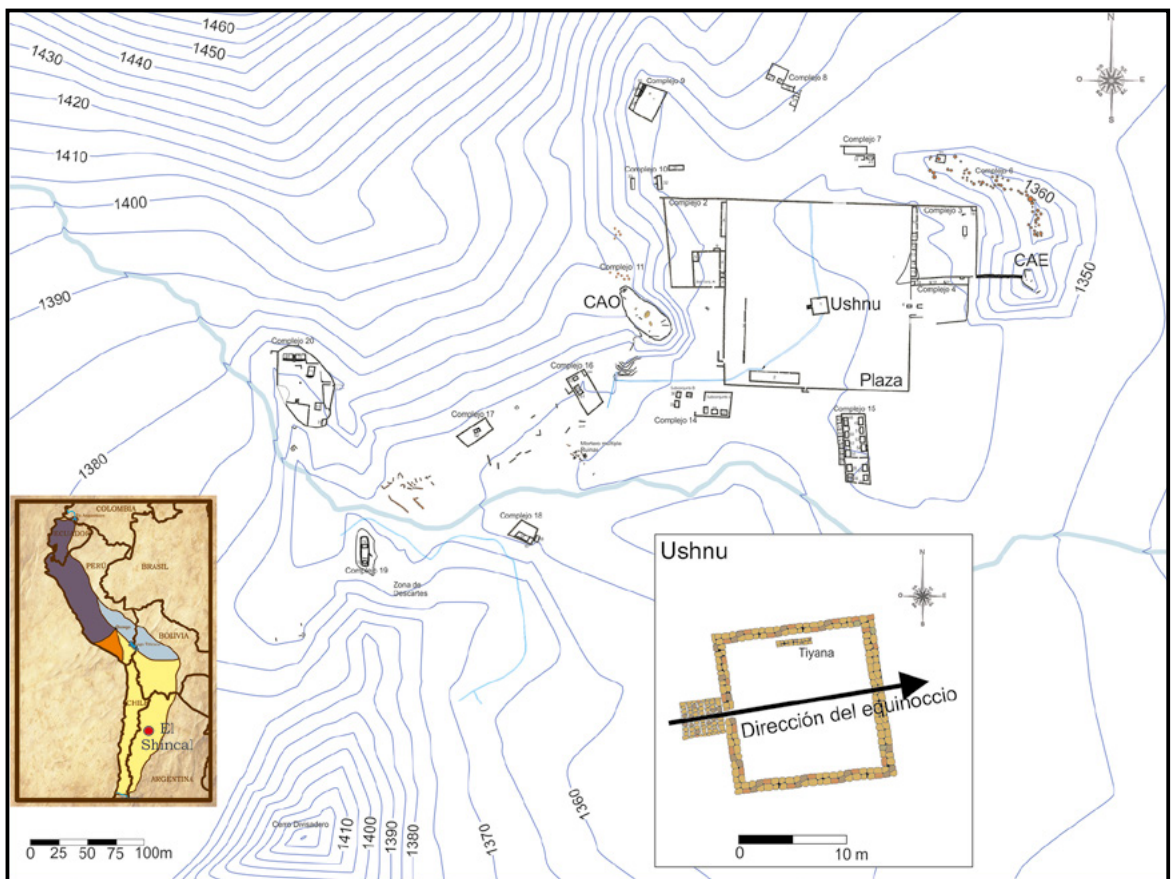 1460
1450
1440
1430
1420
1410
1400
1390
1380
N
O
E
S
Complejo 9
Complejo 8
Complejo 7
Complejo 10
Complejo 6
1360
Complejo 2
Complejo 3
CAE
1350
Complejo 11
CAO
Complejo 4
Ushnu
Complejo 20
Complejo 16
Plaza
Complejo 17
Complejo 14
Complejo 15
Complejo 18
Complejo 19
Zona de
Descartes
COLOMBIA
ECUADOR
PERÚ
BRASIL
BOLIVIA
CHILE
El
Shincal
ARGENTINA
0 25 50 75 100m
Cerro Divisadero
1410
1400
1390
1380
1370
1360
Ushnu
N
O
E
S
Tiyana
Dirección del equinoccio
0 10 m